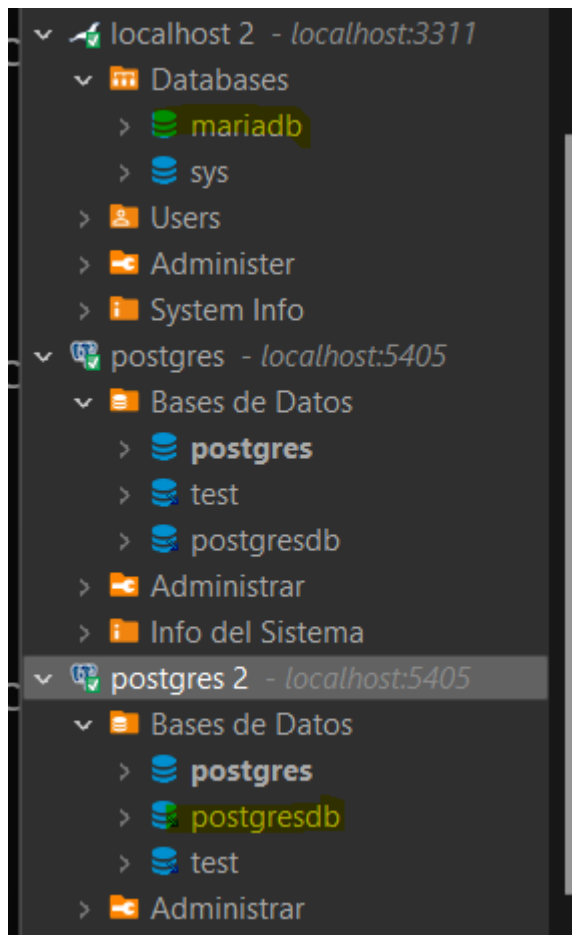 localhost 2 - localhost:3311
Databases
mariadb
sys
Users
Administer
System Info
postgres - localhost:5405
Bases de Datos
postgres
test
postgresdb
Administrar
Info del Sistema
postgres 2 - localhost:5405
Bases de Datos
postgres
postgresdb
test
Administrar